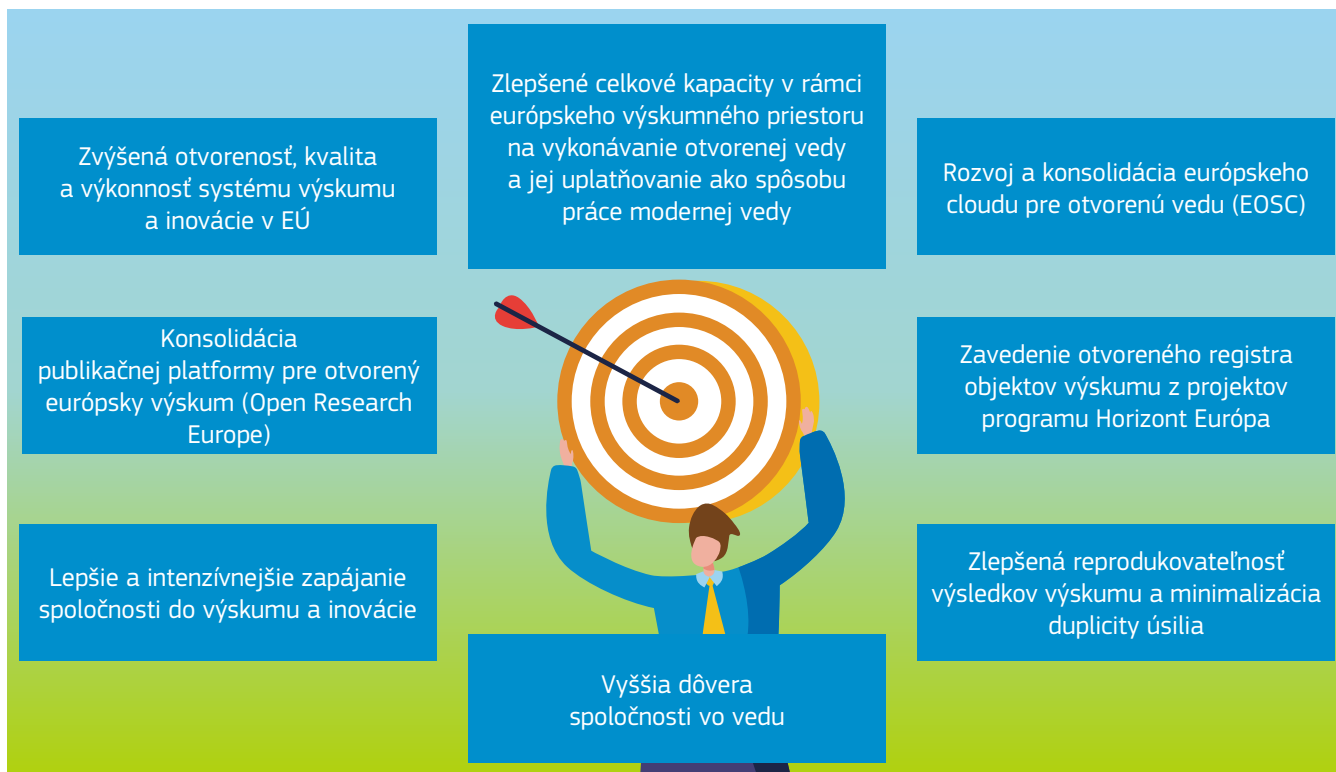 Zlepšené celkové kapacity v rámci
európskeho výskumného priestoru
na vykonávanie otvorenej vedy
a jej uplatňovanie ako spôsobu
práce modernej vedy
Zvýšená otvorenosť, kvalita
a výkonnosť systému výskumu
a inovácie v EÚ
Rozvoj a konsolidácia európskeho
cloudu pre otvorenú vedu (EOSC)
Konsolidácia
publikačnej platformy pre otvorený
európsky výskum (Open Research
Europe)
Zavedenie otvoreného registra
objektov výskumu z projektov
programu Horizont Európa
Lepšie a intenzívnejšie zapájanie
spoločnosti do výskumu a inovácie
Zlepšená reprodukovateľnosť
výsledkov výskumu a minimalizácia
duplicity úsilia
Vyššia dôvera
spoločnosti vo vedu